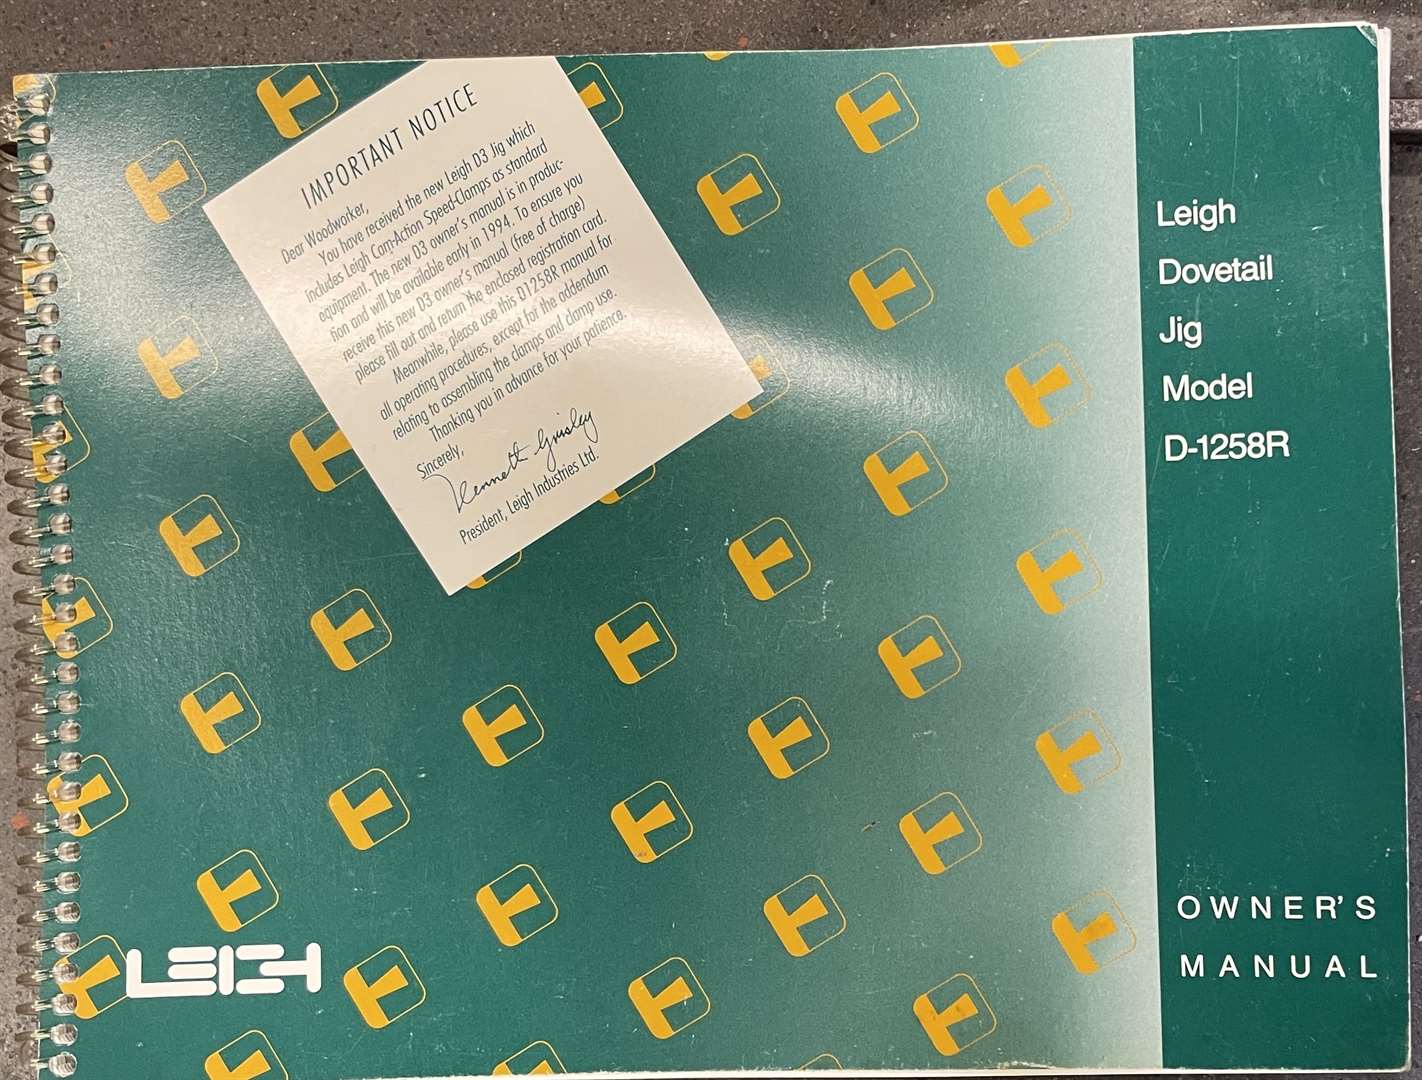 IMPORTANT NOTICE
Dear Woodworker,
You have received the new Leigh D3 Jig which
includes Leigh Cam-Action Speed-Clamps as standard
equipment. The new D3 owner's manual is in produc-
tion and will be available early in 1994. To ensure you
receive this new D3 owner's manual (free of charge)
please fill out and return the enclosed registration card.
Meanwhile, please use this D1258R manual for
all operating procedures, except for the addendum
relating to assembling the clamps and clamp use.
Thanking you in advance for your patience.
Sincerely,
Kenneth Grisley
President, Leigh Industries Ltd.
LEIGH
Leigh
Dovetail
Jig
Model
D-1258R
OWNER'S
MANUAL